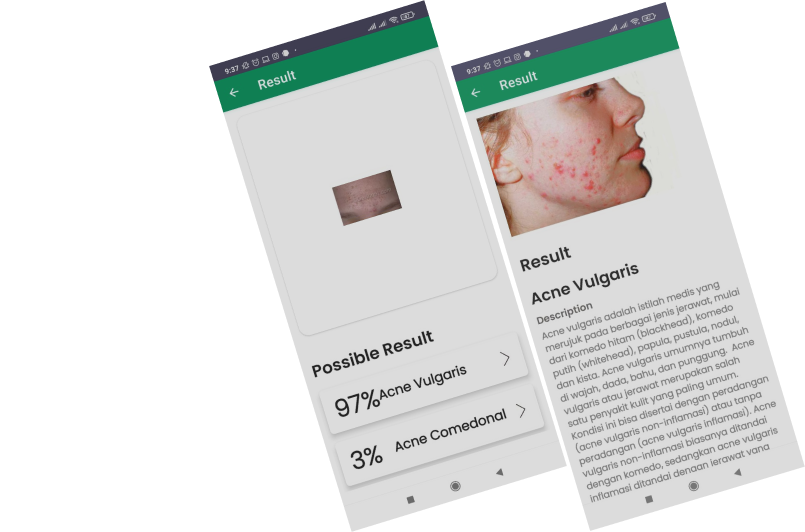 9:37
Result
Possible Result
97% Acne Vulgaris
3% Acne Comedonal
9:37
Result
Result
Acne Vulgaris
Description
Acne vulgaris adalah istilah medis yang
merujuk pada berbagai jenis jerawat, mulai
dari komedo hitam (blackhead), komedo
putih (whitehead), papula, pustula, nodul,
dan kista. Acne vulgaris umumnya tumbuh
di wajah, dada, bahu, dan punggung. Acne
vulgaris atau jerawat merupakan salah
satu penyakit kulit yang paling umum.
Kondisi ini bisa disertai dengan peradangan
(acne vulgaris non-inflamasi) atau tanpa
peradangan (acne vulgaris inflamasi). Acne
vulgaris non-inflamasi biasanya ditandai
dengan komedo, sedangkan acne vulgaris
inflamasi ditandai dengan jerawat yang